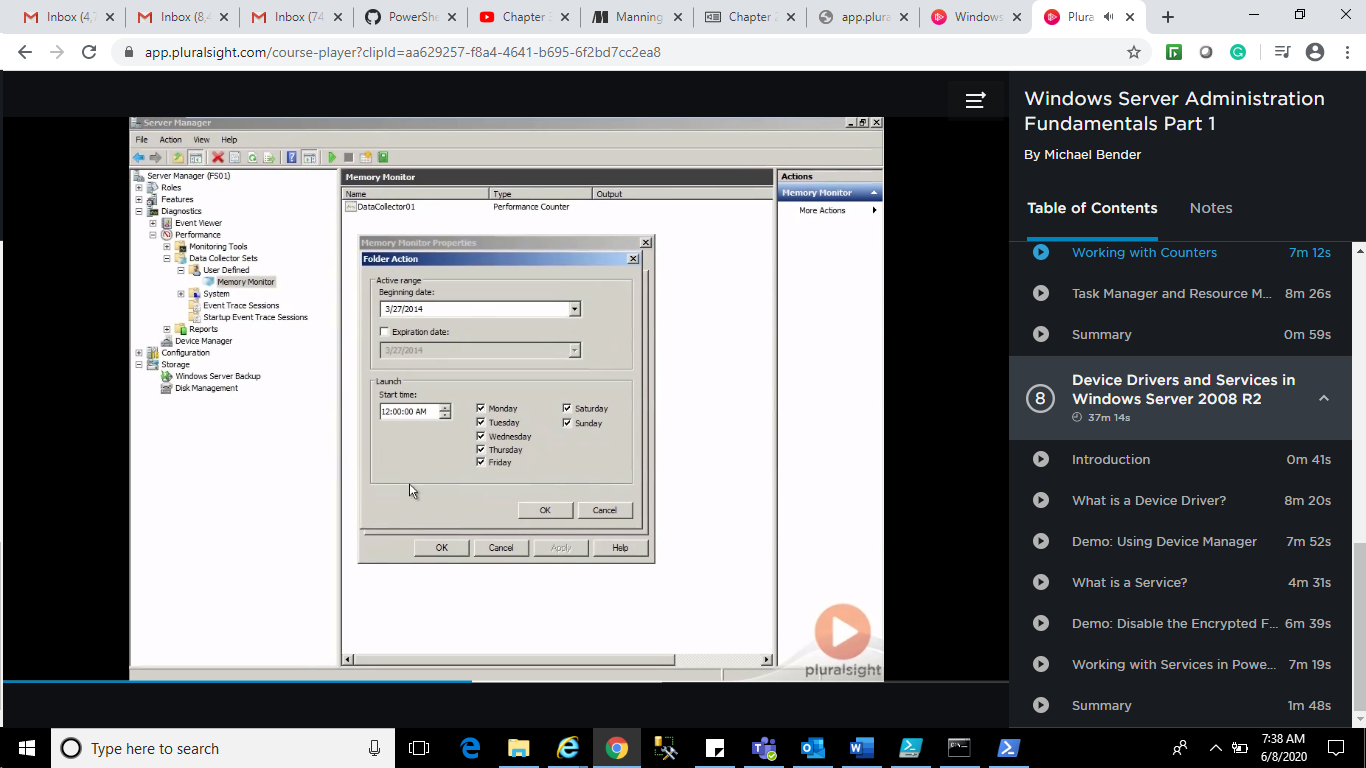 Inbox (4,
Inbox (8,4
Inbox (74
PowerShe
Chapter
Manning
Chapter
app.plura
Windows
Plura
app.pluralsight.com/course-player?clipId=aa629257-f8a4-4641-b695-6f2bd7cc2ea8
Server Manager
File Action View Help
Server Manager (FS01)
Roles
Features
Diagnostics
Event Viewer
Performance
Monitoring Tools
Data Collector Sets
User Defined
Memory Monitor
System
Event Trace Sessions
Startup Event Trace Sessions
Reports
Device Manager
Configuration
Storage
Windows Server Backup
Disk Management
Memory Monitor
Name Type Output
DataCollector01 Performance Counter
Memory Monitor Properties
Folder Action
Active range
Beginning date:
3/27/2014
Expiration date:
3/27/2014
Launch
Start time:
12:00:00 AM
Monday
Tuesday
Wednesday
Thursday
Friday
Saturday
Sunday
OK Cancel
OK Cancel Apply Help
Actions
Memory Monitor
More Actions
pluralsight
Windows Server Administration
Fundamentals Part 1
By Michael Bender
Table of Contents Notes
Working with Counters 7m 12s
Task Manager and Resource M... 8m 26s
Summary 0m 59s
8
Device Drivers and Services in
Windows Server 2008 R2
37m 14s
Introduction 0m 41s
What is a Device Driver? 8m 20s
Demo: Using Device Manager 7m 52s
What is a Service? 4m 31s
Demo: Disable the Encrypted F... 6m 39s
Working with Services in Powe... 7m 19s
Summary 1m 48s
Type here to search
7:38 AM
6/8/2020